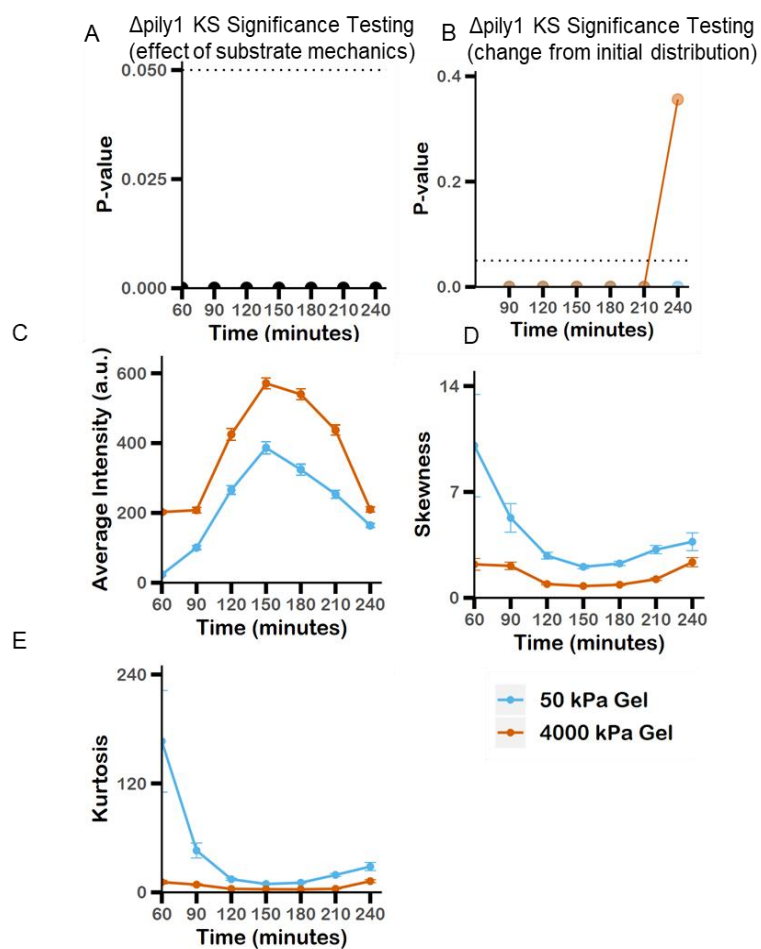 A
Δpily1 KS Significance Testing
(effect of substrate mechanics)
B
Δpily1 KS Significance Testing
(change from initial distribution)
0.050
0.025
0.000
P-value
60 90 120 150 180 210 240
Time (minutes)
0.4
0.2
0.0
P-value
90 120 150 180 210 240
Time (minutes)
C
600
400
200
0
Average Intensity (a.u.)
60 90 120 150 180 210 240
Time (minutes)
D
14
7
0
Skewness
60 90 120 150 180 210 240
Time (minutes)
E
240
120
0
Kurtosis
60 90 120 150 180 210 240
Time (minutes)
50 kPa Gel
4000 kPa Gel